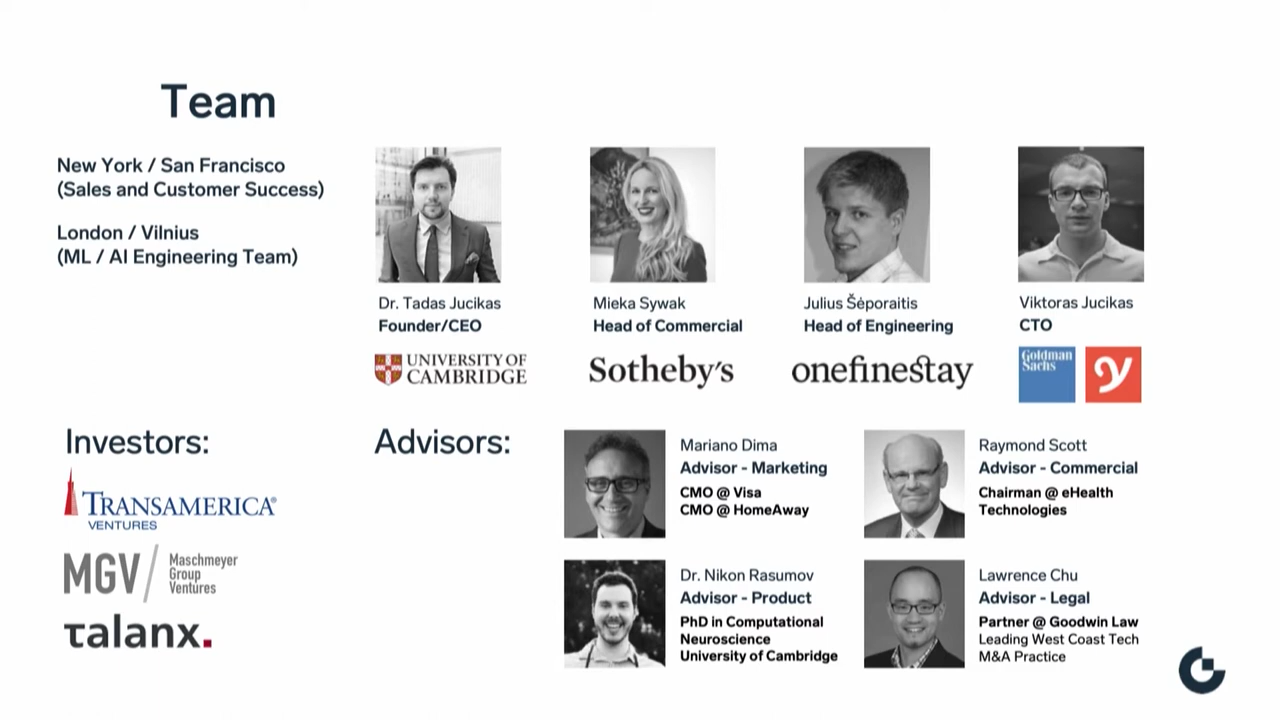 Team
New York / San Francisco
(Sales and Customer Success)
London / Vilnius
(ML / AI Engineering Team)
Dr. Tadas Jucikas
Founder/CEO
UNIVERSITY OF
CAMBRIDGE
Mieka Sywak
Head of Commercial
Sotheby's
Julius Šėporaitis
Head of Engineering
onefinestay
Viktoras Jucikas
CTO
Goldman
Sachs
y
Investors:
TRANSAMERICA®
VENTURES
MGV
Maschmeyer
Group
Ventures
talanx.
Advisors:
Mariano Dima
Advisor - Marketing
CMO @ Visa
CMO @ HomeAway
Raymond Scott
Advisor - Commercial
Chairman @ eHealth
Technologies
Dr. Nikon Rasumov
Advisor - Product
PhD in Computational
Neuroscience
University of Cambridge
Lawrence Chu
Advisor - Legal
Partner @ Goodwin Law
Leading West Coast Tech
M&A Practice